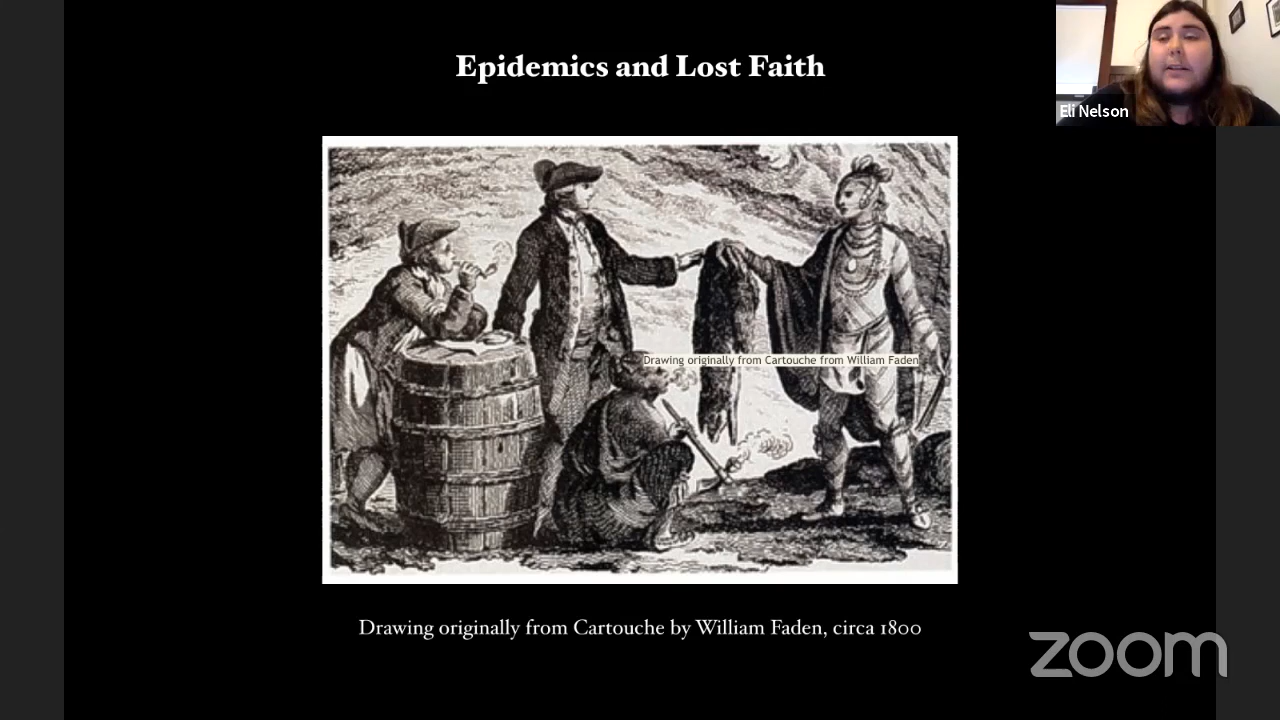 Epidemics and Lost Faith
Eli Nelson
Drawing originally from Cartouche from William Faden
Drawing originally from Cartouche by William Faden, circa 1800
zoom